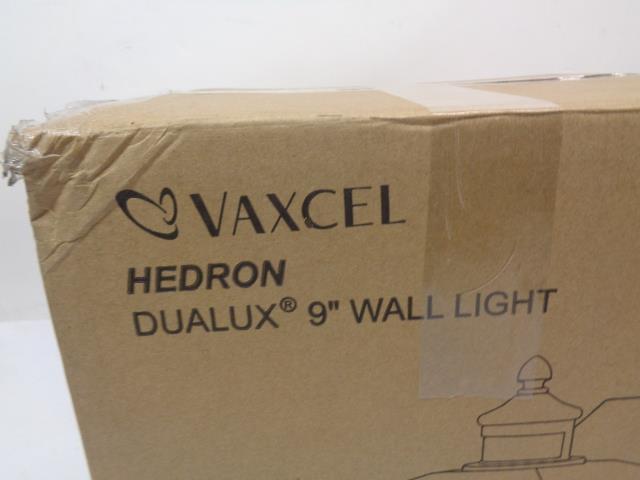 VAXCEL
HEDRON
DUALUX® 9" WALL LIGHT